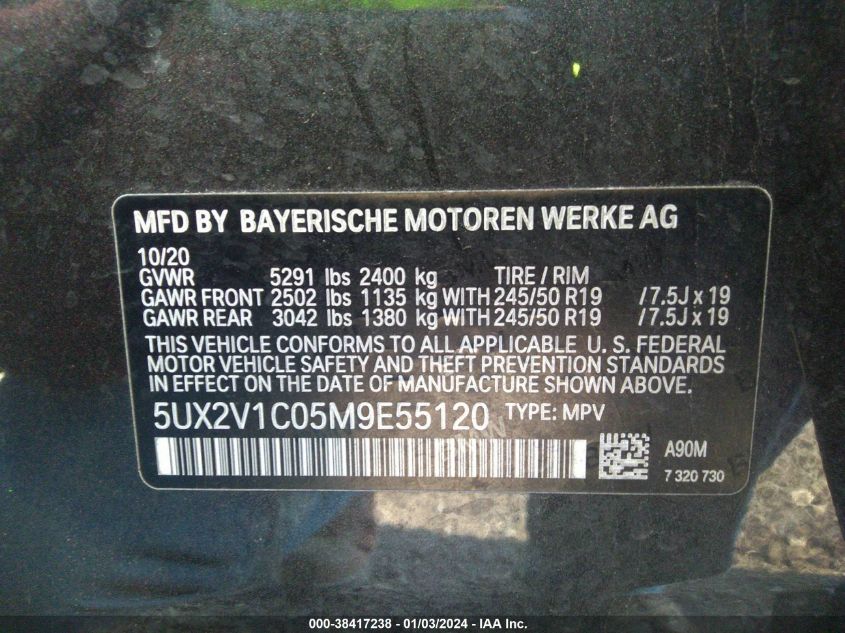 MFD BY BAYERISCHE MOTOREN WERKE AG
10/20
GVWR 5291 lbs 2400 kg TIRE / RIM
GAWR FRONT 2502 lbs 1135 kg WITH 245/50 R19 / 7.5J x 19
GAWR REAR 3042 lbs 1380 kg WITH 245/50 R19 / 7.5J x 19
THIS VEHICLE CONFORMS TO ALL APPLICABLE U. S. FEDERAL
MOTOR VEHICLE SAFETY AND THEFT PREVENTION STANDARDS
IN EFFECT ON THE DATE OF MANUFACTURE SHOWN ABOVE.
5UX2V1C05M9E55120 TYPE: MPV
A90M
7 320 730
000-38417238 - 01/03/2024 - IAA Inc.